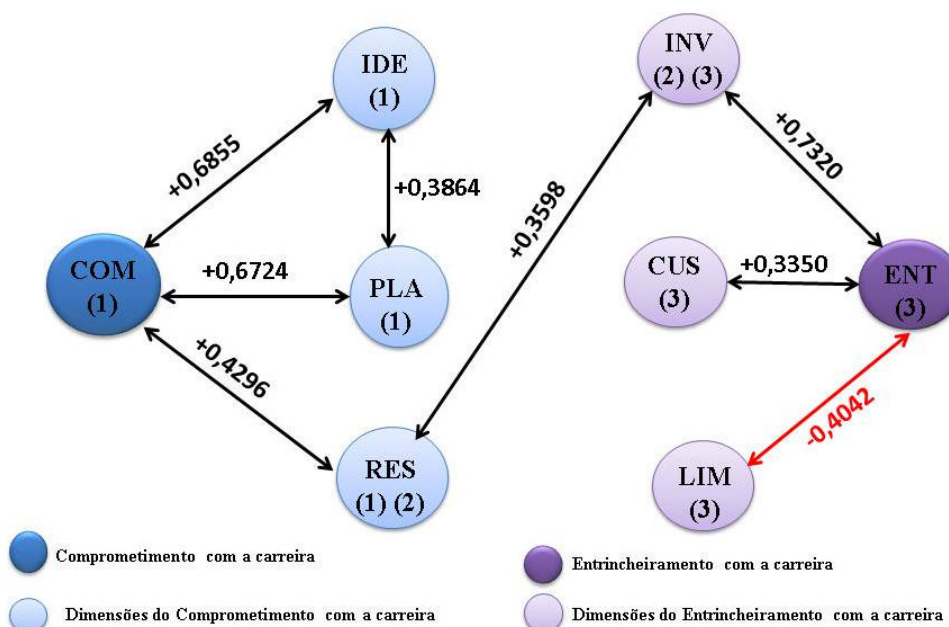 IDE
(1)
INV
(2) (3)
+0,6855
+0,3864
+0,3598
+0,7320
COM
(1)
+0,6724
PLA
(1)
CUS
(3)
+0,3350
ENT
(3)
+0,4296
-0,4042
RES
(1) (2)
LIM
(3)
Comprometimento com a carreira
Entrincheiramento com a carreira
Dimensões do Comprometimento com a carreira
Dimensões do Entrincheiramento com a carreira